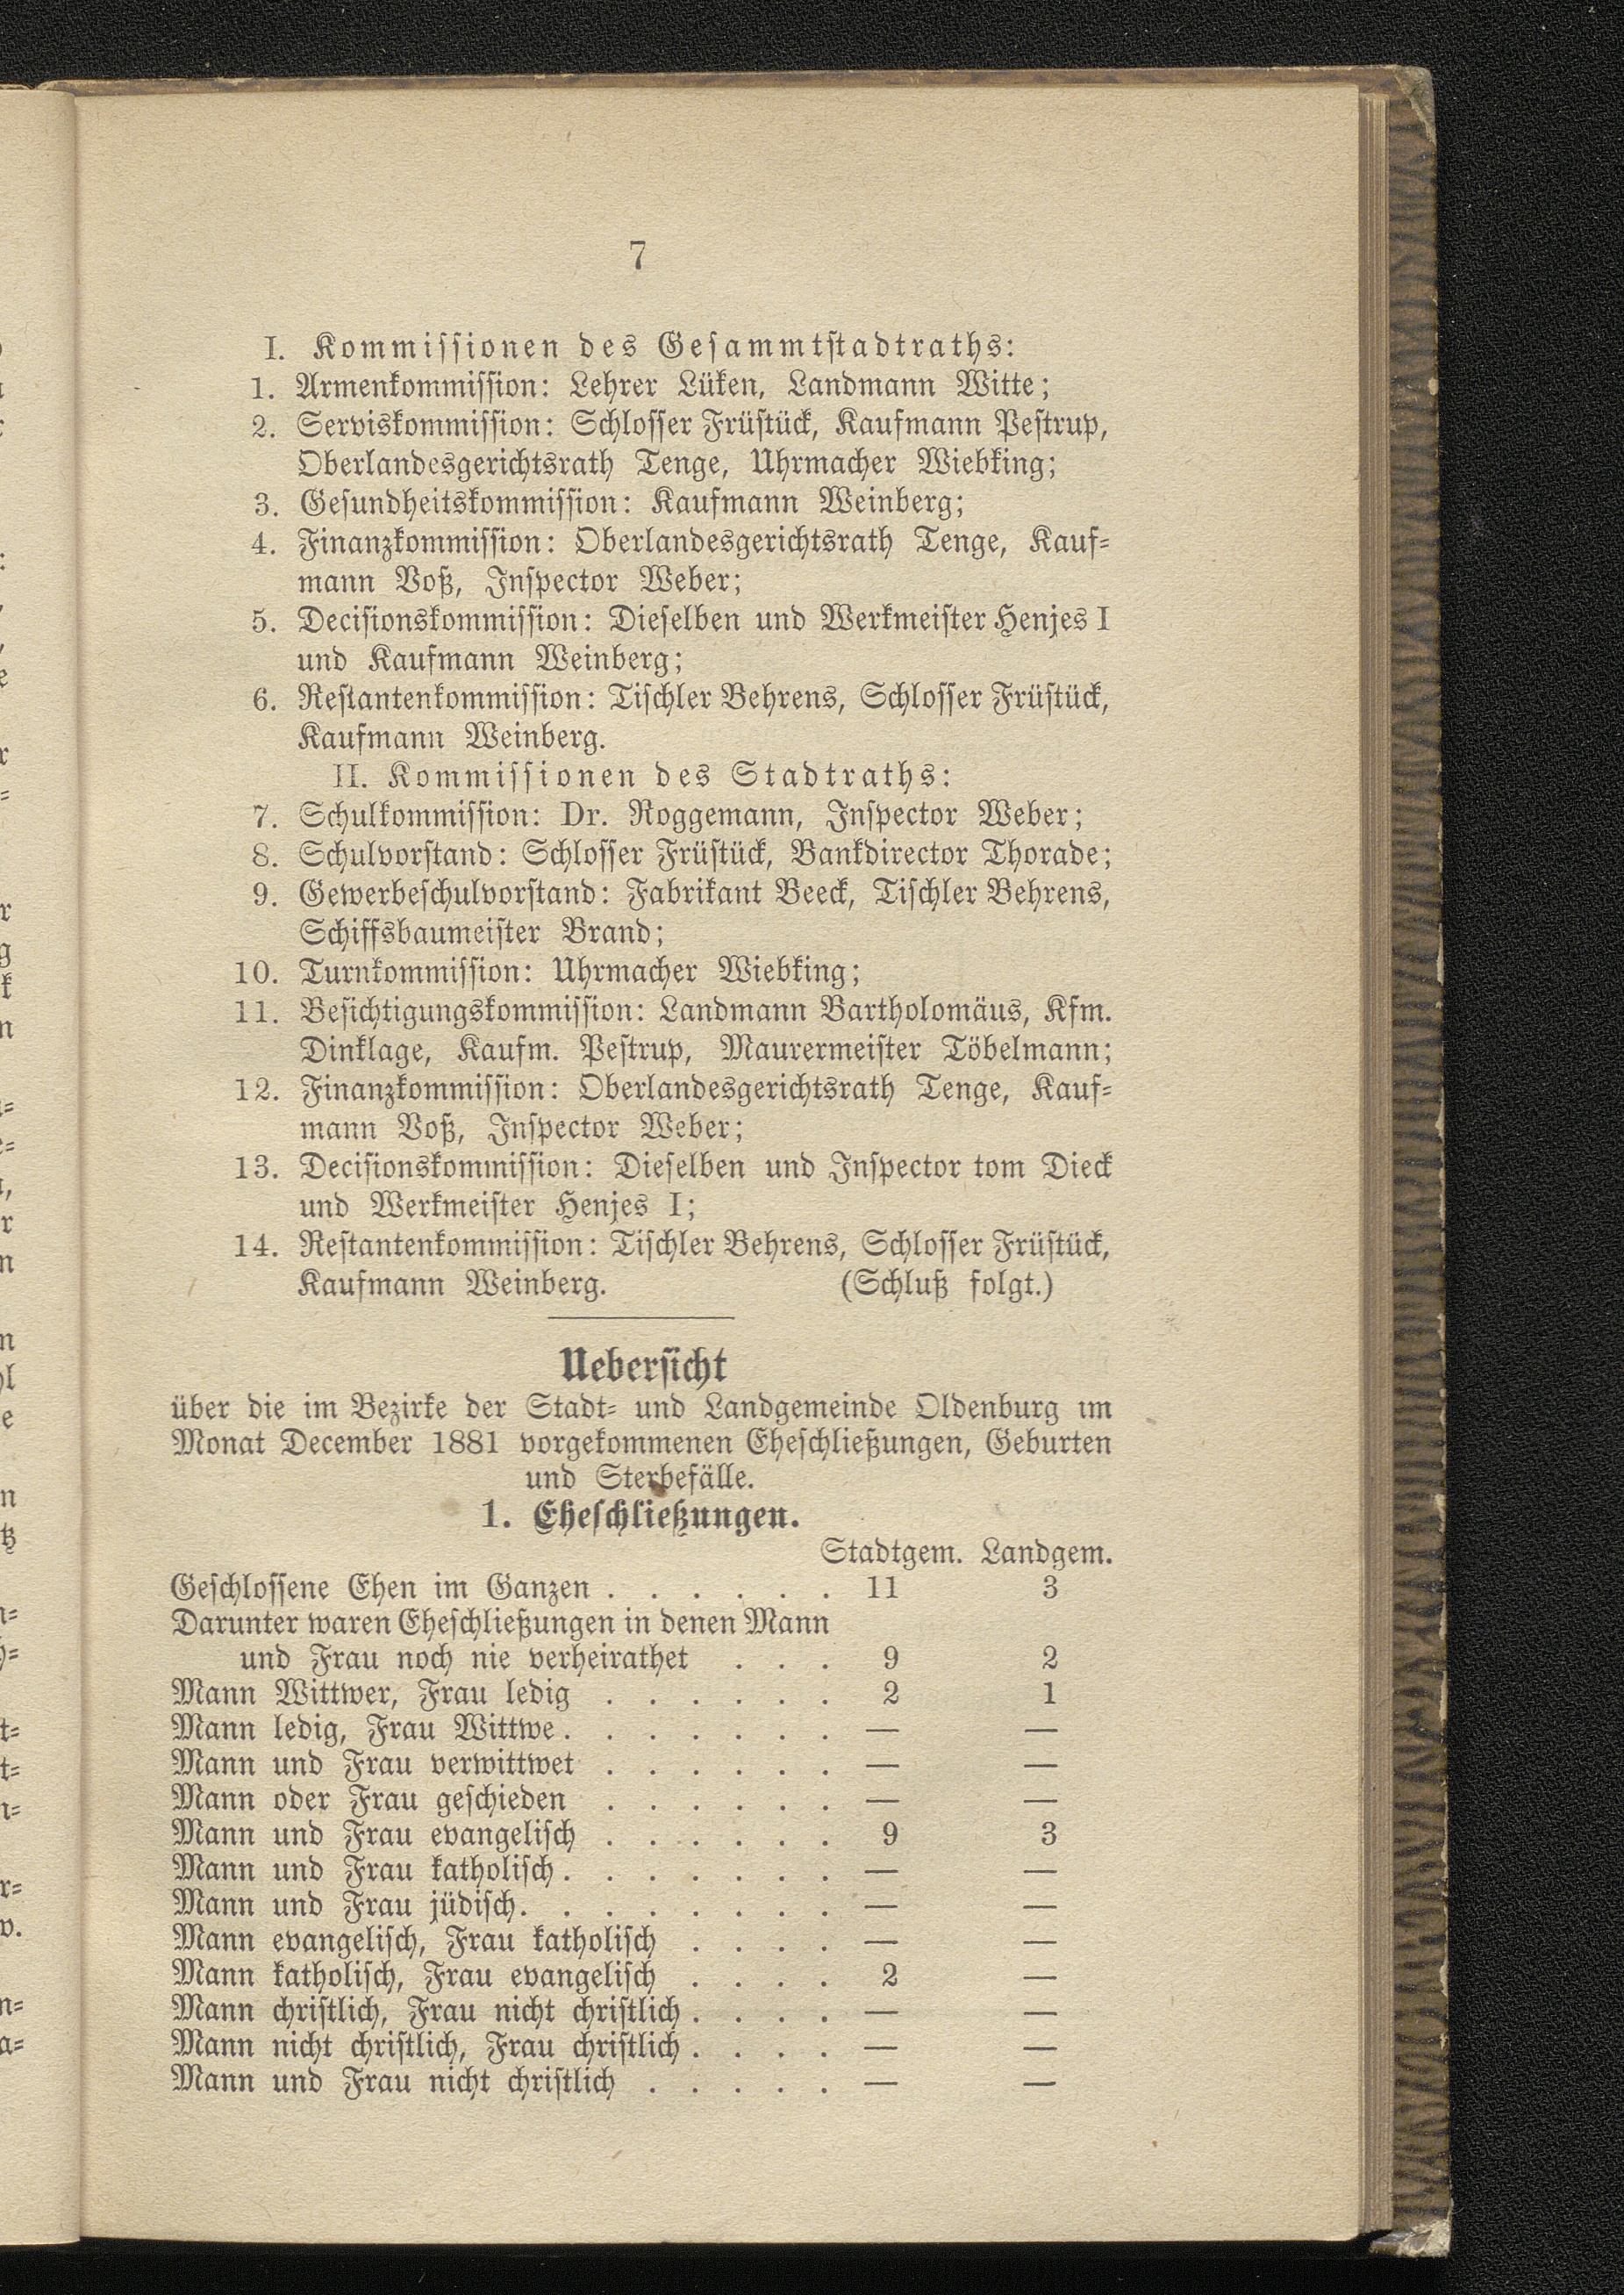 7
I. Kommissionen des Gesammtstadtraths:
1. Armenkommission: Lehrer Lüken, Landmann Witte;
2. Serviskommission: Schlosser Früstück, Kaufmann Pestrup,
Oberlandesgerichtsrath Tenge, Uhrmacher Wiebking;
3. Gesundheitskommission: Kaufmann Weinberg;
4. Finanzkommission: Oberlandesgerichtsrath Tenge, Kauf-
mann Voß, Inspector Weber;
5. Decisionskommission: Dieselben und Werkmeister Henjes I
und Kaufmann Weinberg;
6. Restantenkommission: Tischler Behrens, Schlosser Früstück,
Kaufmann Weinberg.
II. Kommissionen des Stadtraths:
7. Schulkommission: Dr. Roggemann, Inspector Weber;
8. Schulvorstand: Schlosser Früstück, Bankdirector Thorade;
9. Gewerbeschulvorstand: Fabrikant Beeck, Tischler Behrens,
Schiffsbaumeister Brand;
10. Turnkommission: Uhrmacher Wiebking;
11. Besichtigungskommission: Landmann Bartholomäus, Kfm.
Dinklage, Kaufm. Pestrup, Maurermeister Töbelmann;
12. Finanzkommission: Oberlandesgerichtsrath Tenge, Kauf-
mann Voß, Inspector Weber;
13. Decisionskommission: Dieselben und Inspector tom Dieck
und Werkmeister Henjes I;
14. Restantenkommission: Tischler Behrens, Schlosser Früstück,
Kaufmann Weinberg. (Schluß folgt.)
Uebersicht
über die im Bezirke der Stadt- und Landgemeinde Oldenburg im
Monat December 1881 vorgekommenen Eheschließungen, Geburten
und Sterbefälle.
1. Eheschließungen.
Stadtgem. Landgem.
Geschlossene Ehen im Ganzen . . . . . . 11 3
Darunter waren Eheschließungen in denen Mann
und Frau noch nie verheirathet . . . 9 2
Mann Wittwer, Frau ledig . . . . . . 2 1
Mann ledig, Frau Wittwe . . . . . . . — —
Mann und Frau verwittwet . . . . . . — —
Mann oder Frau geschieden . . . . . . — —
Mann und Frau evangelisch . . . . . . 9 3
Mann und Frau katholisch . . . . . . . — —
Mann und Frau jüdisch. . . . . . . . — —
Mann evangelisch, Frau katholisch . . . . — —
Mann katholisch, Frau evangelisch . . . . 2 —
Mann christlich, Frau nicht christlich . . . . — —
Mann nicht christlich, Frau christlich . . . . — —
Mann und Frau nicht christlich . . . . . — —